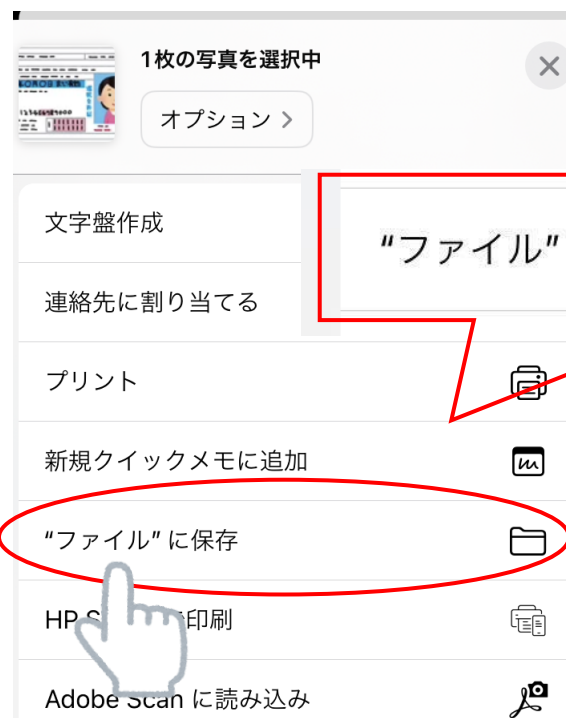 1枚の写真を選択中
オプション
文字盤作成
"ファイル"
連絡先に割り当てる
プリント
新規クイックメモに追加
"ファイル" に保存
HP S 印刷
Adobe Scan に読み込み